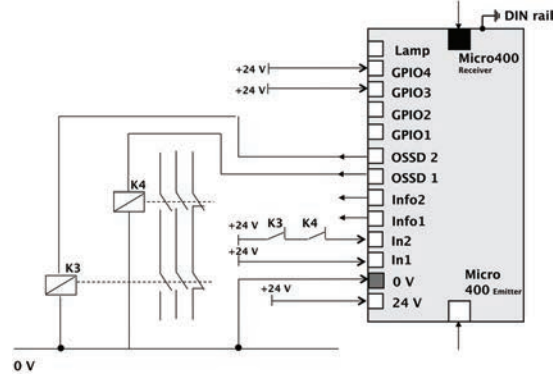 DIN rail
Lamp
Micro400
Receiver
+24 V
GPIO4
+24 V
GPIO3
GPIO2
GPIO1
OSSD 2
OSSD 1
K4
Info2
Info1
+24 V
K3
K4
In2
+24 V
In1
K3
0 V
Micro
400 Emitter
+24 V
24 V
0 V